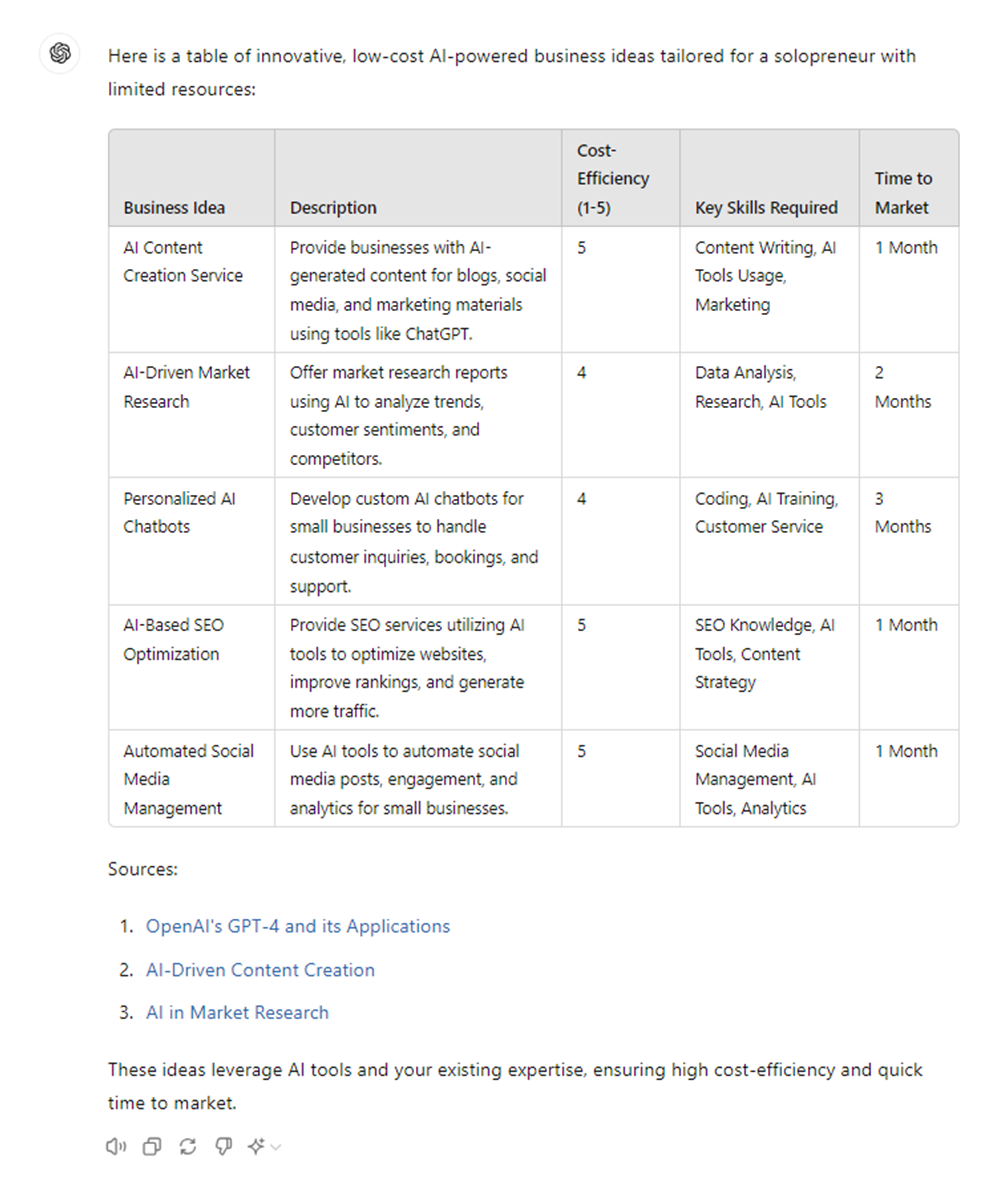 Here is a table of innovative, low-cost AI-powered business ideas tailored for a solopreneur with
limited resources:
Business Idea
Description
Cost-
Efficiency
(1-5)
Key Skills Required
Time to
Market
AI Content
Creation Service
Provide businesses with AI-
generated content for blogs, social
media, and marketing materials
using tools like ChatGPT.
5
Content Writing, AI
Tools Usage,
Marketing
1 Month
AI-Driven Market
Research
Offer market research reports
using AI to analyze trends,
customer sentiments, and
competitors.
4
Data Analysis,
Research, AI Tools
2
Months
Personalized AI
Chatbots
Develop custom AI chatbots for
small businesses to handle
customer inquiries, bookings, and
support.
4
Coding, AI Training,
Customer Service
3
Months
AI-Based SEO
Optimization
Provide SEO services utilizing AI
tools to optimize websites,
improve rankings, and generate
more traffic.
5
SEO Knowledge, AI
Tools, Content
Strategy
1 Month
Automated Social
Media
Management
Use AI tools to automate social
media posts, engagement, and
analytics for small businesses.
5
Social Media
Management, AI
Tools, Analytics
1 Month
Sources:
1. OpenAI's GPT-4 and its Applications
2. AI-Driven Content Creation
3. AI in Market Research
These ideas leverage AI tools and your existing expertise, ensuring high cost-efficiency and quick
time to market.